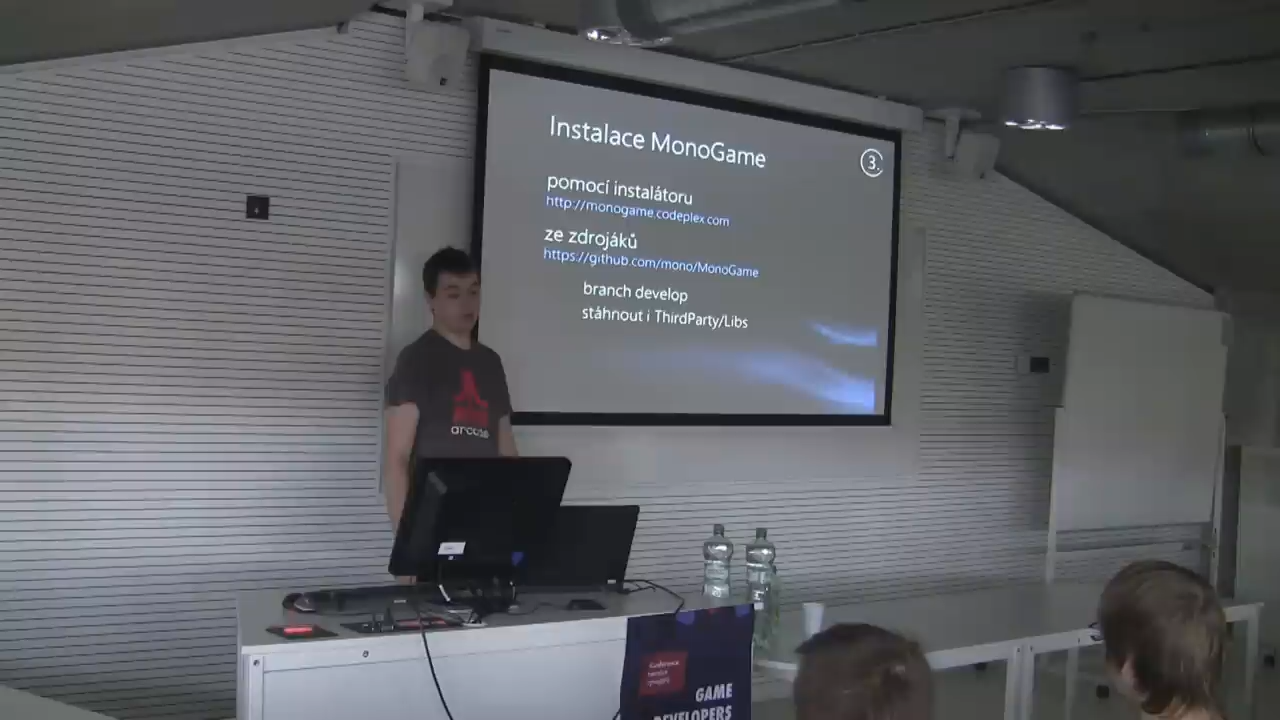 Instalace MonoGame
3.
pomocí instalátoru
http://monogame.codeplex.com
ze zdrojáků
https://github.com/mono/MonoGame
branch develop
stáhnout i ThirdParty/Libs
arcade
GAME
DEVELOPERS